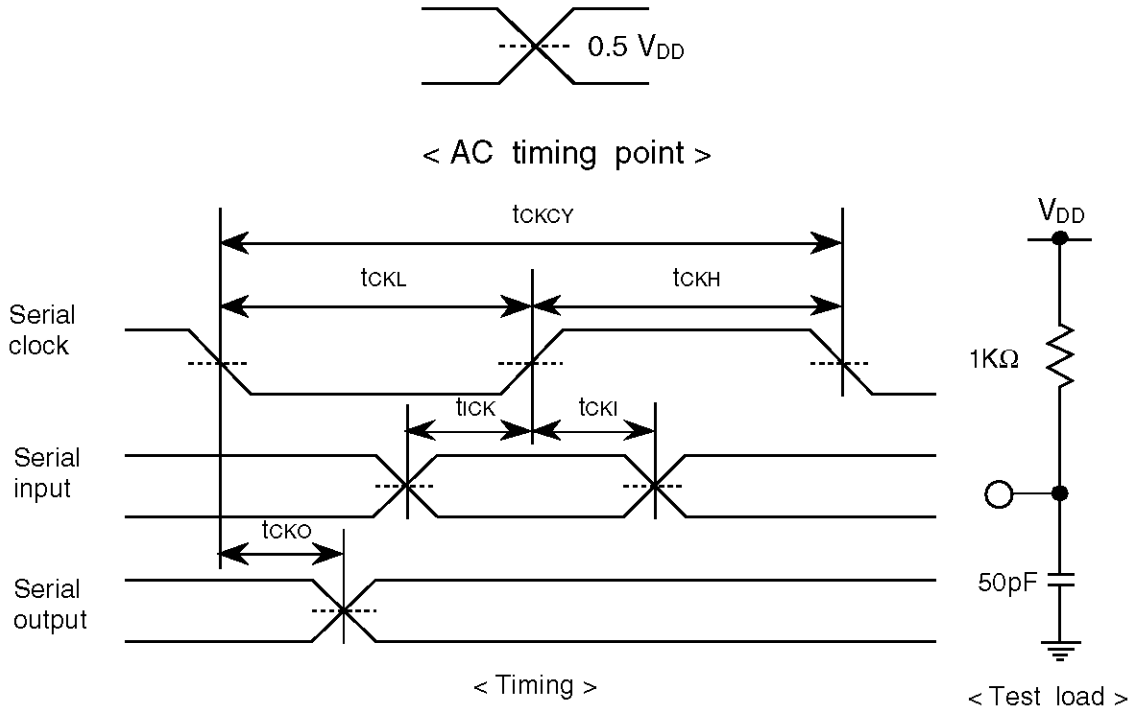 0.5 VDD
< AC timing point >
tCKCY
VDD
tCKL
tCKH
Serial
clock
1KΩ
tICK
tCKI
Serial
input
tCKO
Serial
output
50pF
< Timing >
< Test load >